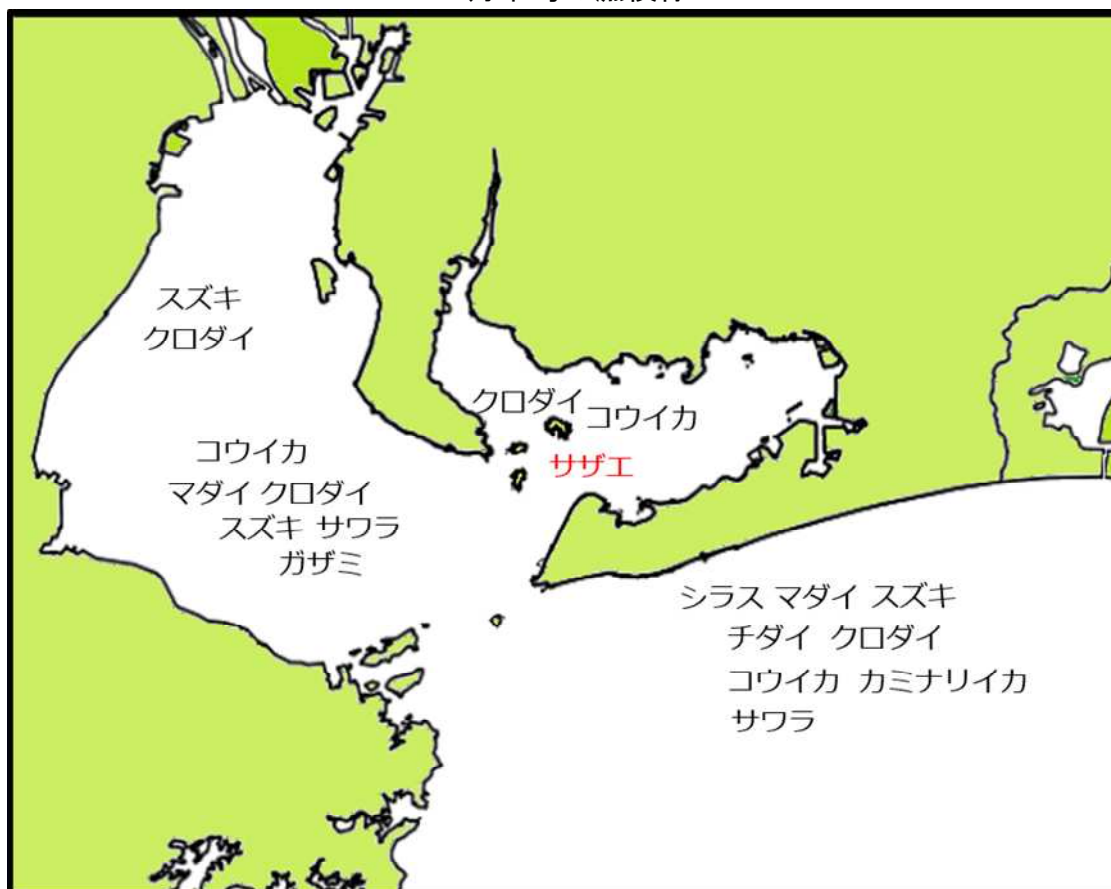 スズキ
クロダイ
クロダイ
コウイカ
サザエ
コウイカ
マダイ クロダイ
スズキ サワラ
ガザミ
シラス マダイ スズキ
チダイ クロダイ
コウイカ カミナリイカ
サワラ